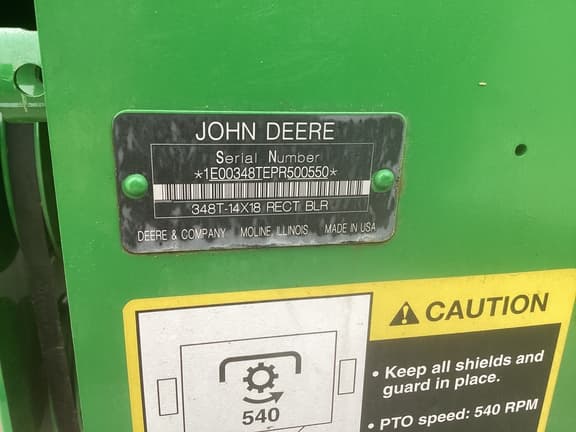 JOHN DEERE
Serial Number
*1E00348TEPR500550*
348T-14X18 RECT BLR
DEERE & COMPANY MOLINE, ILLINOIS MADE IN USA
CAUTION
• Keep all shields and
guard in place.
• PTO speed: 540 RPM
540